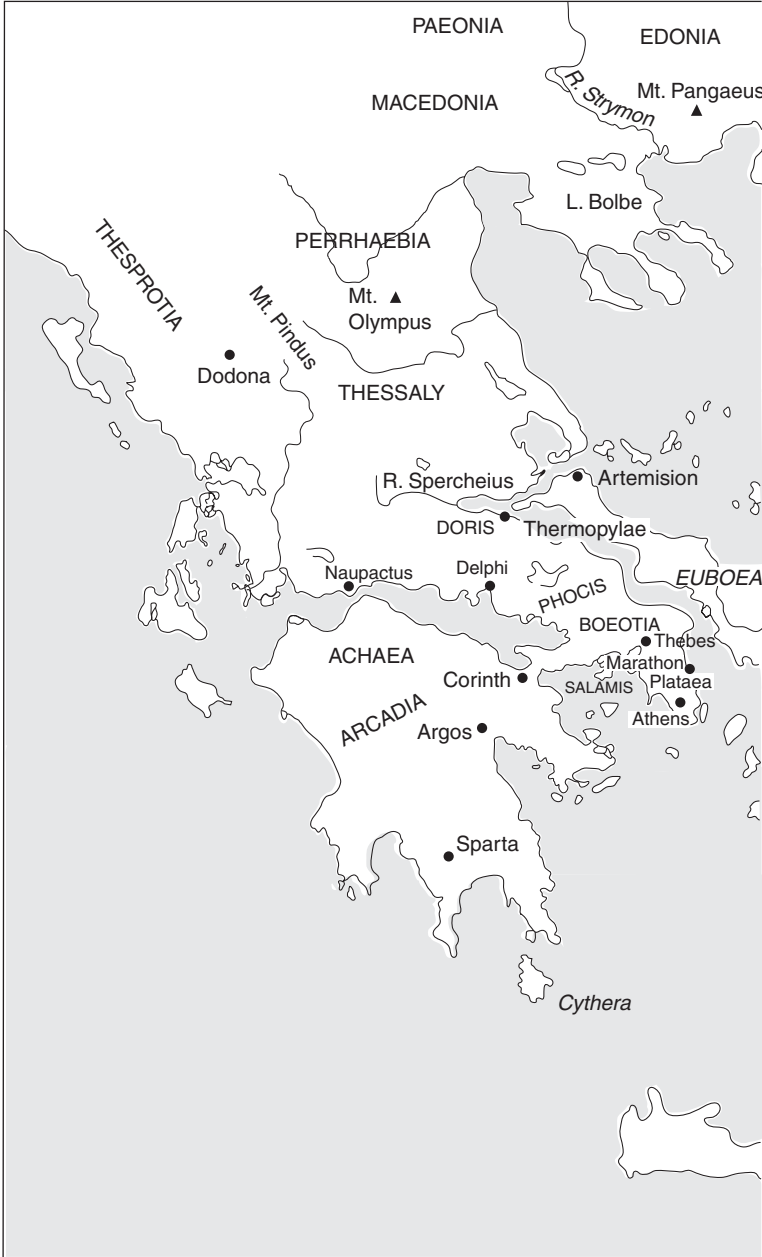 PAEONIA
EDONIA
R. Strymon
Mt. Pangaeus
MACEDONIA
L. Bolbe
THESPROTIA
PERRHAEBIA
Mt. Pindus
Mt.
Olympus
Dodona
THESSALY
R. Spercheius
Artemision
DORIS
Thermopylae
Naupactus
Delphi
PHOCIS
EUBOEA
BOEOTIA
Thebes
ACHAEA
Marathon
Corinth
SALAMIS
Plataea
ARCADIA
Athens
Argos
Sparta
Cythera